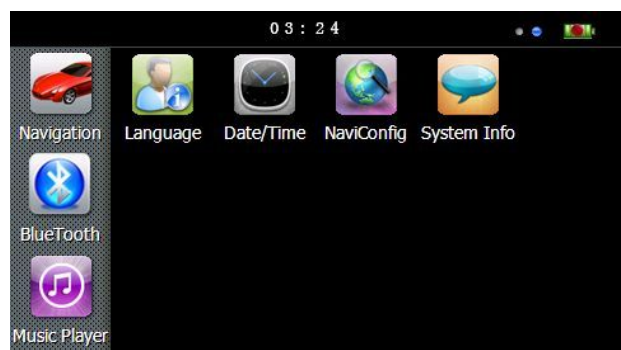 03:24
Navigation
Language
Date/Time
NaviConfig
System Info
BlueTooth
Music Player